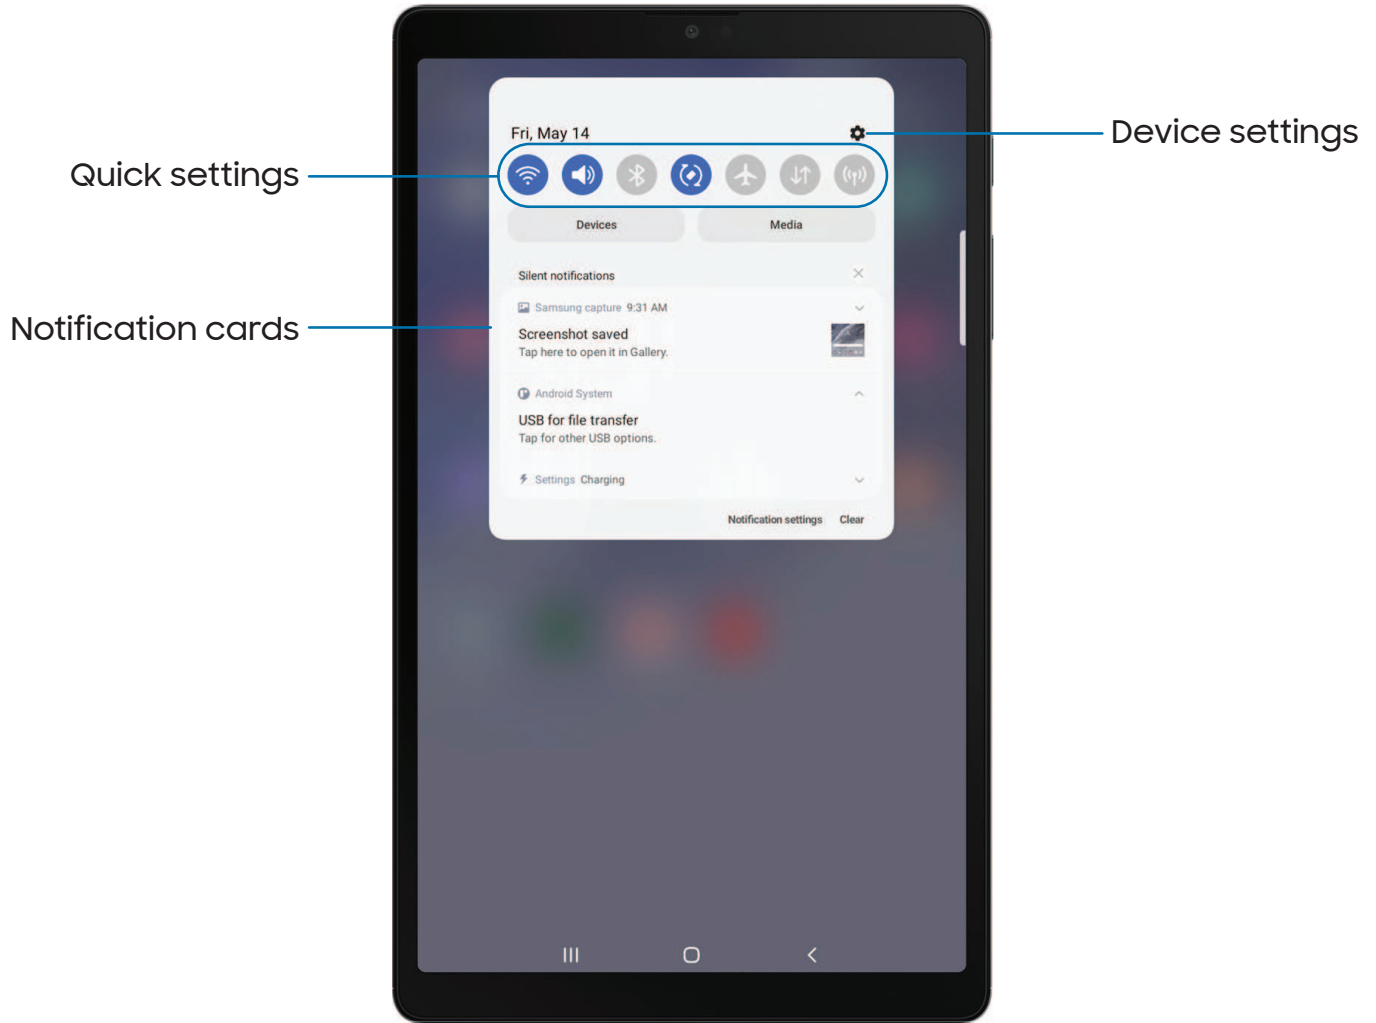 Fri, May 14
Device settings
Quick settings
Devices
Media
Silent notifications
Samsung capture 9:31 AM
Notification cards
Screenshot saved
Tap here to open it in Gallery.
Android System
USB for file transfer
Tap for other USB options.
Settings Charging
Notification settings
Clear